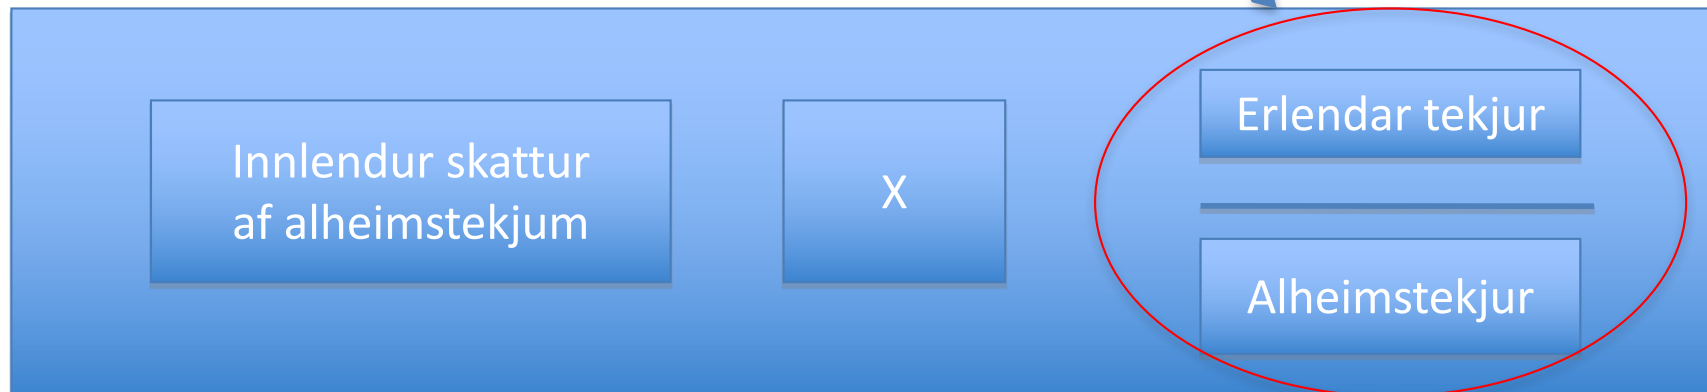 Innlendur skattur
af alheimstekjum
X
Erlendar tekjur
Alheimstekjur